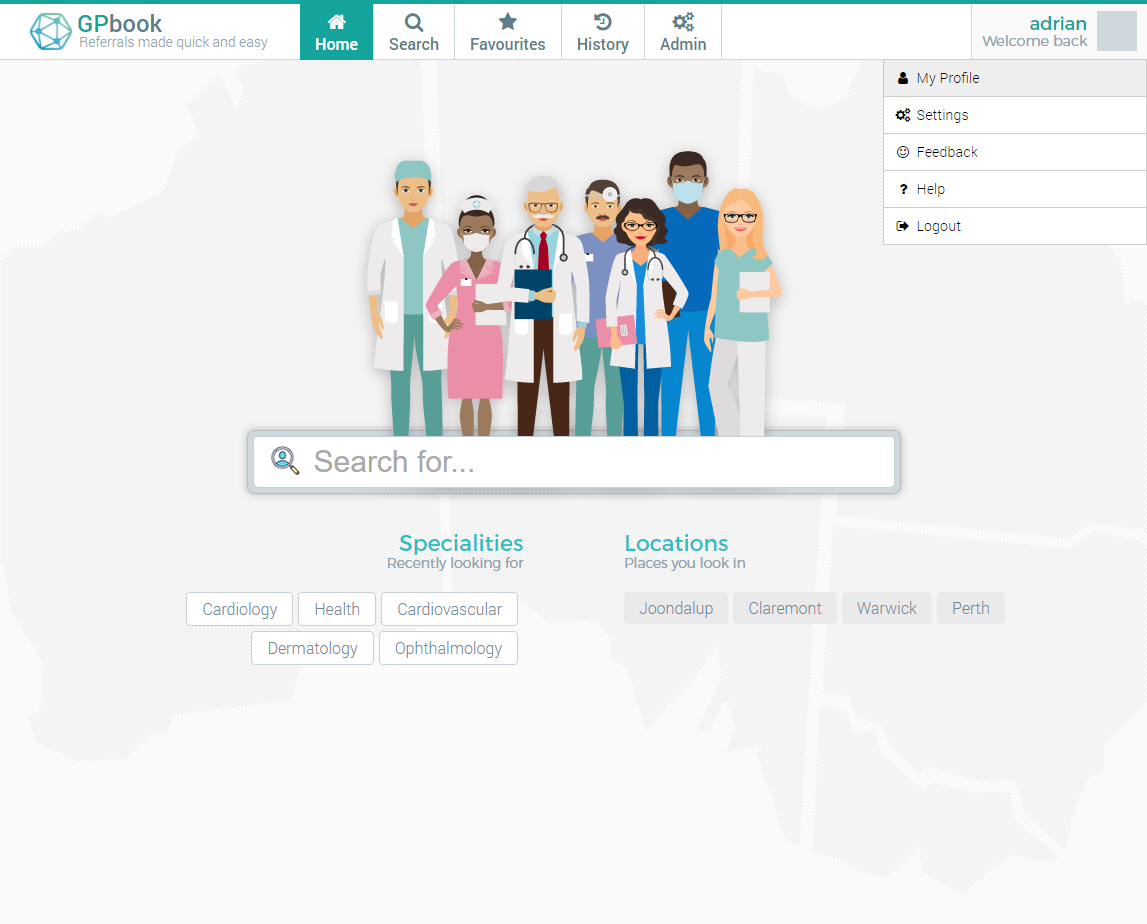 GPbook
Referrals made quick and easy
Home
Search
Favourites
History
Admin
adrian
Welcome back
My Profile
Settings
Feedback
Help
Logout
Search for...
Specialities
Recently looking for
Cardiology
Health
Cardiovascular
Dermatology
Ophthalmology
Locations
Places you look in
Joondalup
Claremont
Warwick
Perth